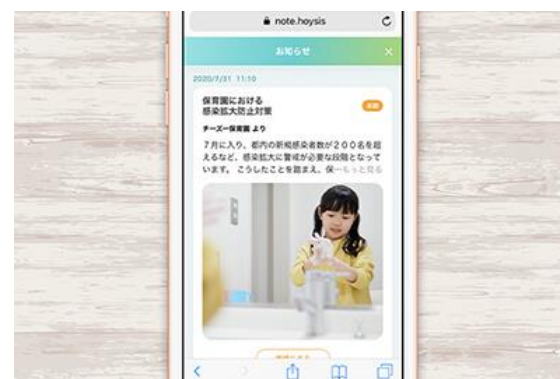 note.hoysis
お知らせ
2020/7/31 11:10
保育園における
感染拡大防止対策
チーズー保育園 より
7月に入り、都内の新規感染者数が200名を超
えるなど、感染拡大に警戒が必要な段階となって
います。こうしたことを踏まえ、保…もっと見る